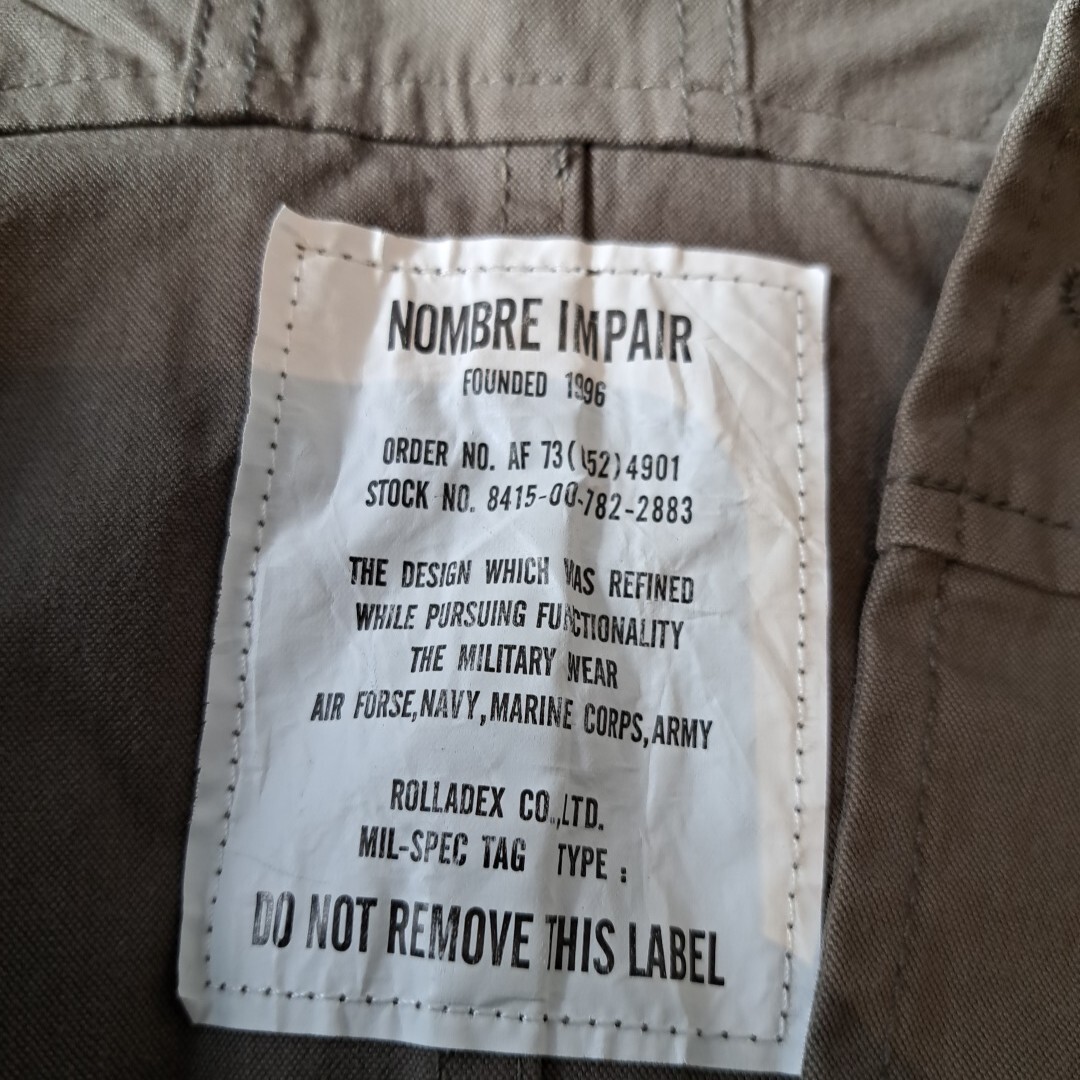 NOMBRE IMPAIR
FOUNDED 1996
ORDER NO. AF 73(052)4901
STOCK NO. 8415-00-782-2883
THE DESIGN WHICH WAS REFINED
WHILE PURSUING FUNCTIONALITY
THE MILITARY WEAR
AIR FORSE,NAVY,MARINE CORPS,ARMY
ROLLADEX CO.,LTD.
MIL-SPEC TAG TYPE :
DO NOT REMOVE THIS LABEL